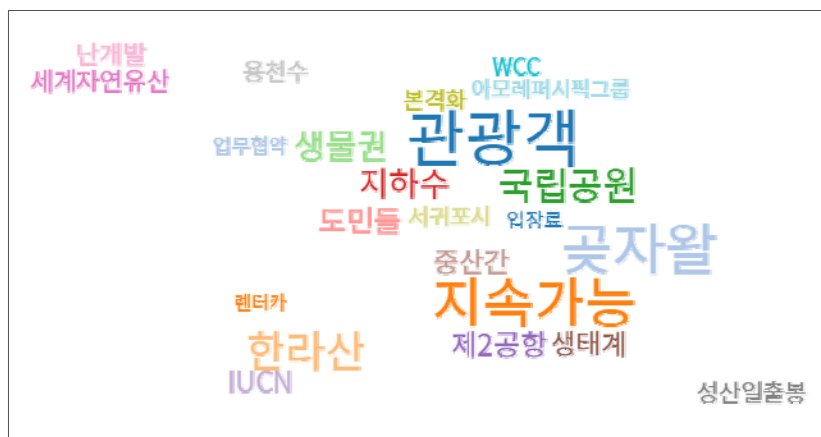 난개발
세계자연유산
용천수
WCC
아모레퍼시픽그룹
본격화
관광객
업무협약
생물권
지하수
국립공원
도민들
서귀포시
입장료
곶자왈
중산간
지속가능
렌터카
한라산
제2공항
생태계
IUCN
성산일출봉